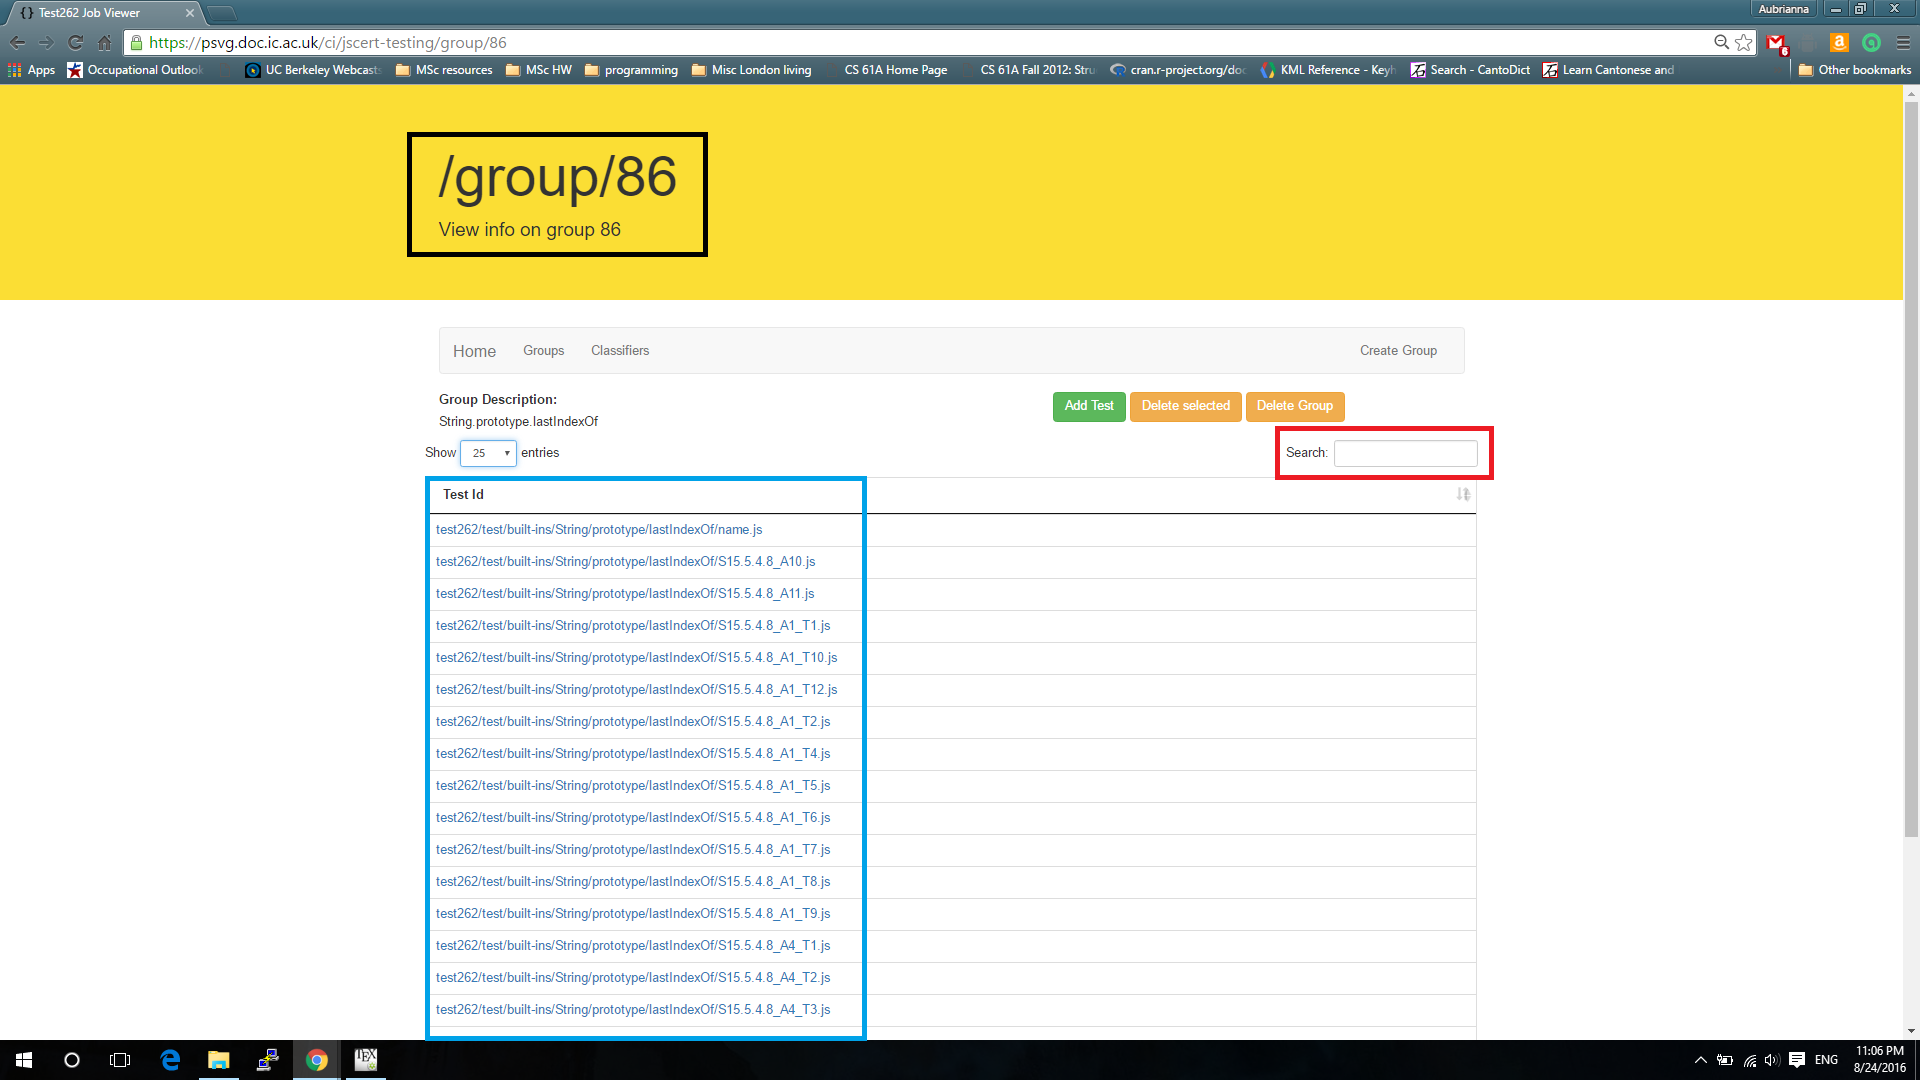 {} Test262 Job Viewer
Aubrianna
https://psvg.doc.ic.ac.uk/ci/jscert-testing/group/86
6
Apps Occupational Outlook UC Berkeley Webcasts MSc resources MSc HW programming Misc London living CS 61A Home Page CS 61A Fall 2012: Stru cran.r-project.org/doc KML Reference - Keyh Search - CantoDict Learn Cantonese and Other bookmarks
/group/86
View info on group 86
Home Groups Classifiers Create Group
Group Description:
String.prototype.lastIndexOf
Add Test Delete selected Delete Group
Show 25 entries
Search:
Test Id
test262/test/built-ins/String/prototype/lastIndexOf/name.js
test262/test/built-ins/String/prototype/lastIndexOf/S15.5.4.8_A10.js
test262/test/built-ins/String/prototype/lastIndexOf/S15.5.4.8_A11.js
test262/test/built-ins/String/prototype/lastIndexOf/S15.5.4.8_A1_T1.js
test262/test/built-ins/String/prototype/lastIndexOf/S15.5.4.8_A1_T10.js
test262/test/built-ins/String/prototype/lastIndexOf/S15.5.4.8_A1_T12.js
test262/test/built-ins/String/prototype/lastIndexOf/S15.5.4.8_A1_T2.js
test262/test/built-ins/String/prototype/lastIndexOf/S15.5.4.8_A1_T4.js
test262/test/built-ins/String/prototype/lastIndexOf/S15.5.4.8_A1_T5.js
test262/test/built-ins/String/prototype/lastIndexOf/S15.5.4.8_A1_T6.js
test262/test/built-ins/String/prototype/lastIndexOf/S15.5.4.8_A1_T7.js
test262/test/built-ins/String/prototype/lastIndexOf/S15.5.4.8_A1_T8.js
test262/test/built-ins/String/prototype/lastIndexOf/S15.5.4.8_A1_T9.js
test262/test/built-ins/String/prototype/lastIndexOf/S15.5.4.8_A4_T1.js
test262/test/built-ins/String/prototype/lastIndexOf/S15.5.4.8_A4_T2.js
test262/test/built-ins/String/prototype/lastIndexOf/S15.5.4.8_A4_T3.js
TEX
ENG
11:06 PM
8/24/2016